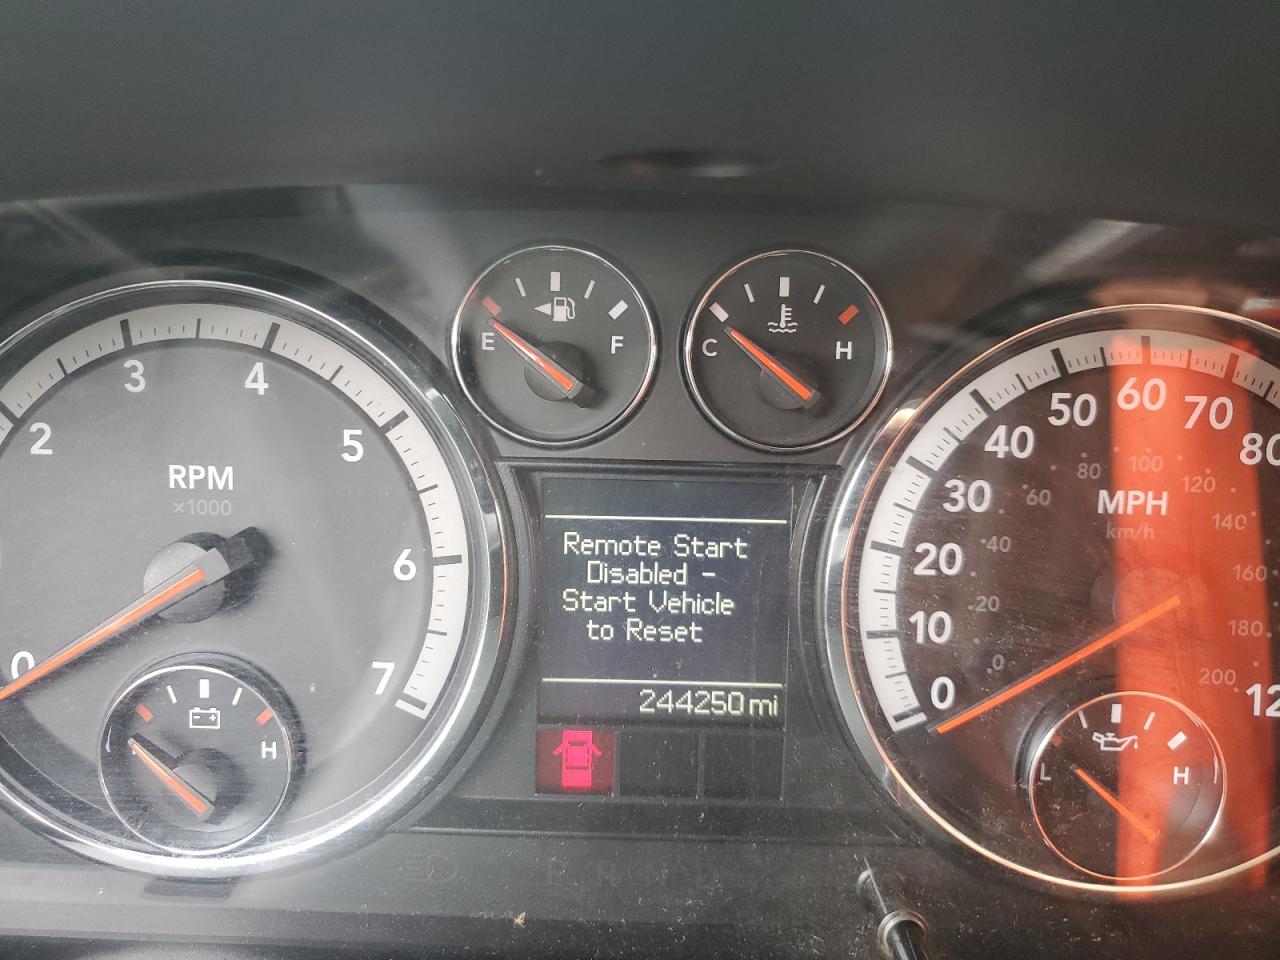 2
3
4
5
6
7
0
RPM
×1000
H
E
F
C
H
Remote Start
Disabled -
Start Vehicle
to Reset
244250 mi
0
10
20
30
40
50
60
70
80
12
MPH
km/h
.0
.20
.40
60
80
100
120
140
160
180
200
L
H